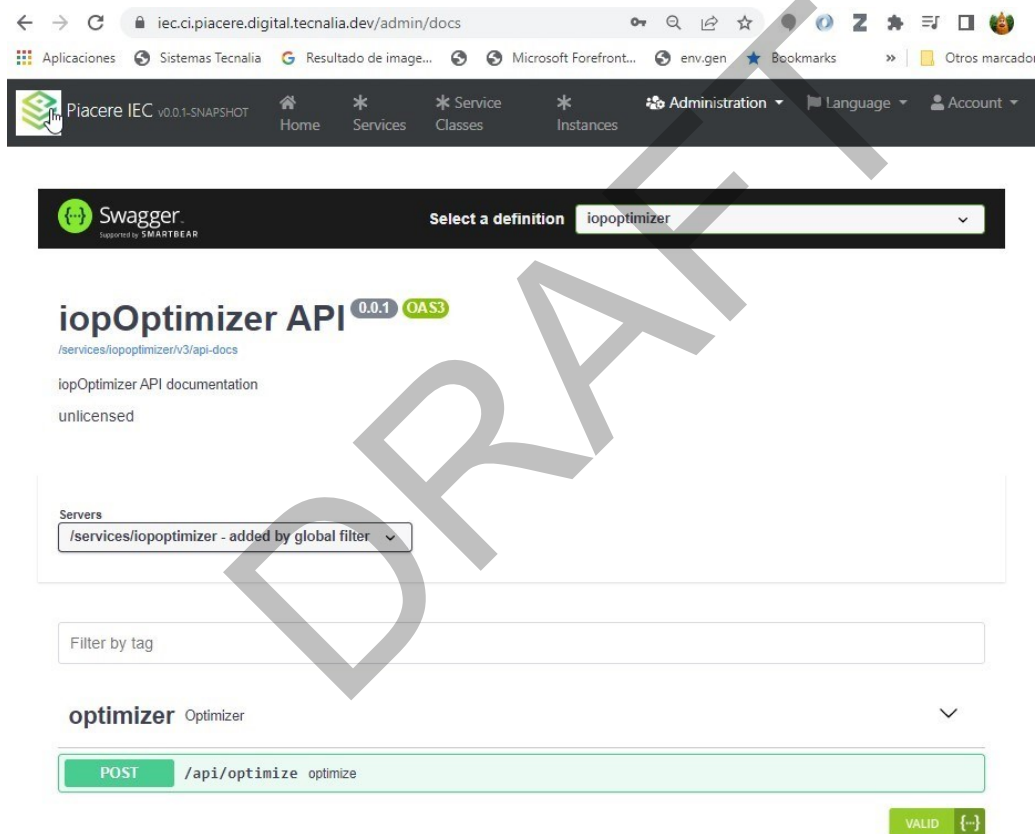 iec.ci.piacere.digital.tecnalia.dev/admin/docs
Aplicaciones Sistemas Tecnalia Resultado de image... Microsoft Forefront... env.gen Bookmarks » Otros marcador
Piacere IEC v0.0.1-SNAPSHOT Home Services Service Classes Instances Administration Language Account
Swagger. Select a definition iopoptimizer
Supported by SMARTBEAR
iopOptimizer API 0.0.1 OAS3
/services/iopoptimizer/v3/api-docs
iopOptimizer API documentation
unlicensed
Servers
/services/iopoptimizer - added by global filter
Filter by tag
optimizer Optimizer
POST /api/optimize optimize
VALID {···}
DRAFT